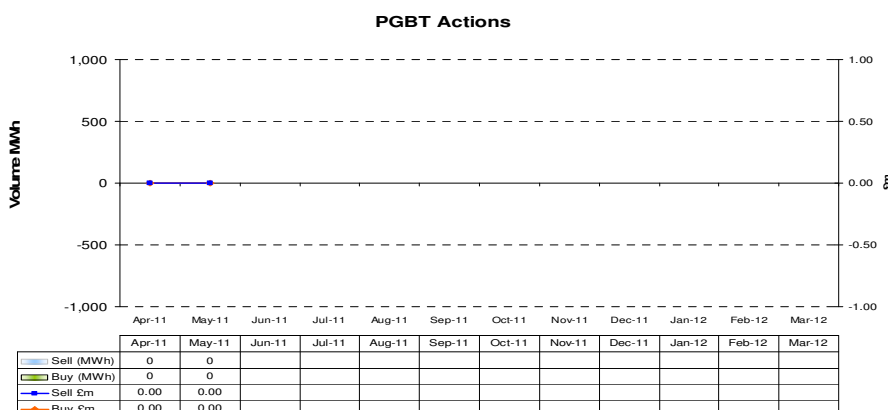 PGBT Actions
1,000
500
0
-500
-1,000
Volume MWh
1.00
0.50
0.00
-0.50
-1.00
£m
Apr-11 May-11 Jun-11 Jul-11 Aug-11 Sep-11 Oct-11 Nov-11 Dec-11 Jan-12 Feb-12 Mar-12
Apr-11 May-11 Jun-11 Jul-11 Aug-11 Sep-11 Oct-11 Nov-11 Dec-11 Jan-12 Feb-12 Mar-12
Sell (MWh) 0 0
Buy (MWh) 0 0
Sell £m 0.00 0.00
Buy £m 0.00 0.00